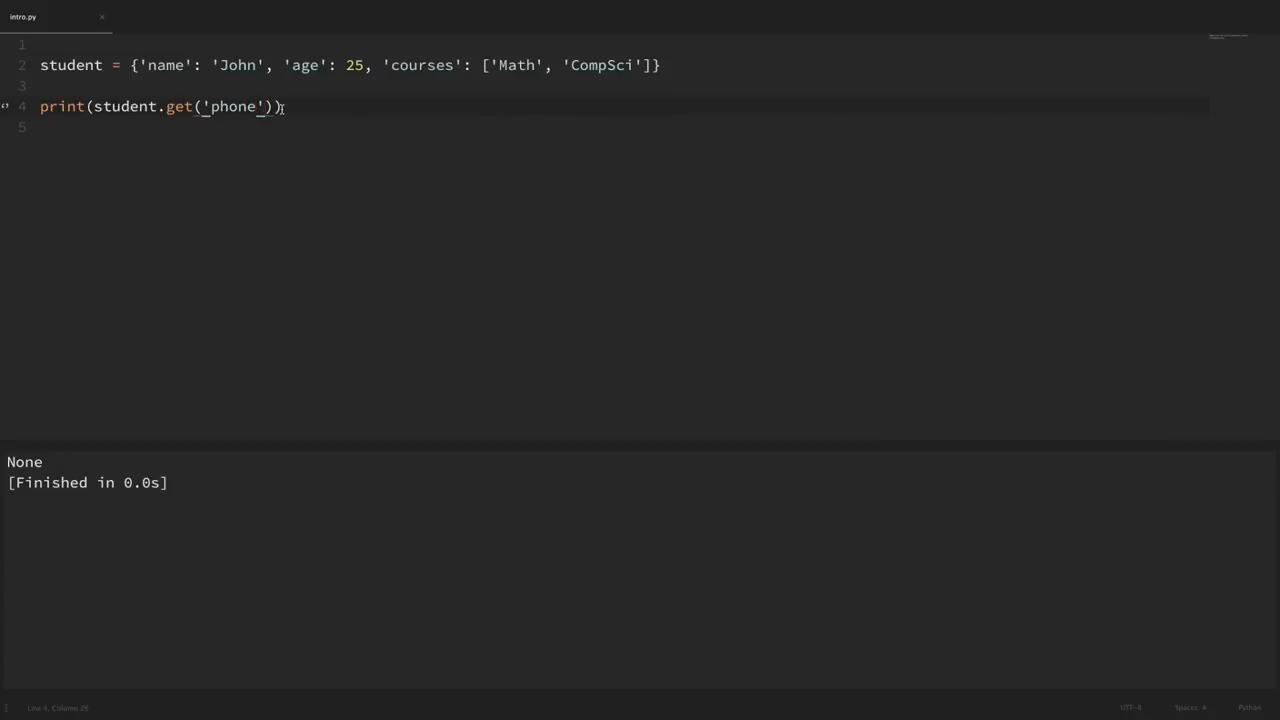 intro.py ×
1
2 student = {'name': 'John', 'age': 25, 'courses': ['Math', 'CompSci']}
3
4 print(student.get('phone'))
5
None
[Finished in 0.0s]
Line 4, Column 26 UTF-8 Spaces: 4 Python